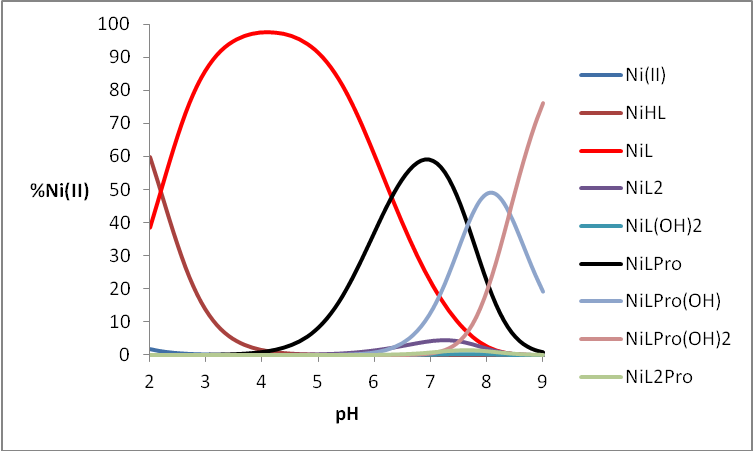 100
90
80
70
60
50
40
30
20
10
0
%Ni(II)
2 3 4 5 6 7 8 9
pH
Ni(II)
NiHL
NiL
NiL2
NiL(OH)2
NiLPro
NiLPro(OH)
NiLPro(OH)2
NiL2Pro